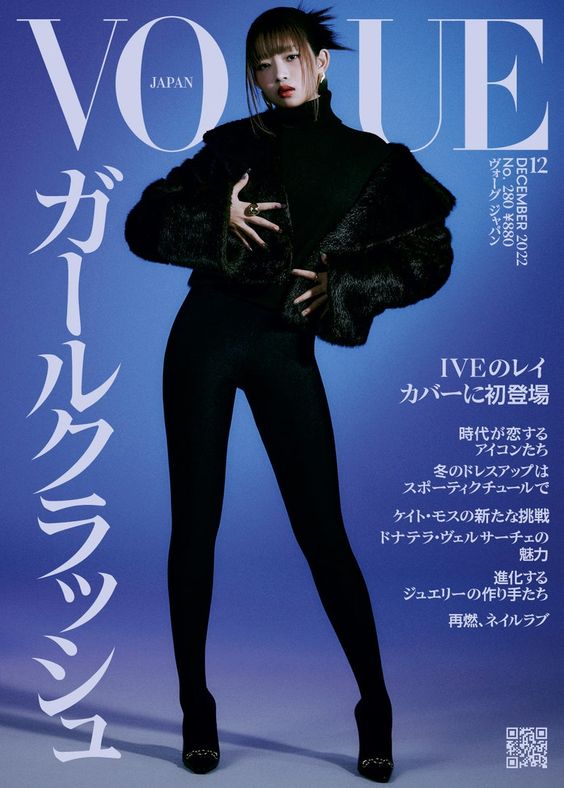 VOGUE
JAPAN
12
DECEMBER 2022
No. 280 ¥880
ヴォーグ ジャパン
ガールクラッシュ
IVEのレイ
カバーに初登場
時代が恋する
アイコンたち
冬のドレスアップは
スポーティクチュールで
ケイト・モスの新たな挑戦
ドナテラ・ヴェルサーチェの
魅力
進化する
ジュエリーの作り手たち
再燃、ネイルラブ